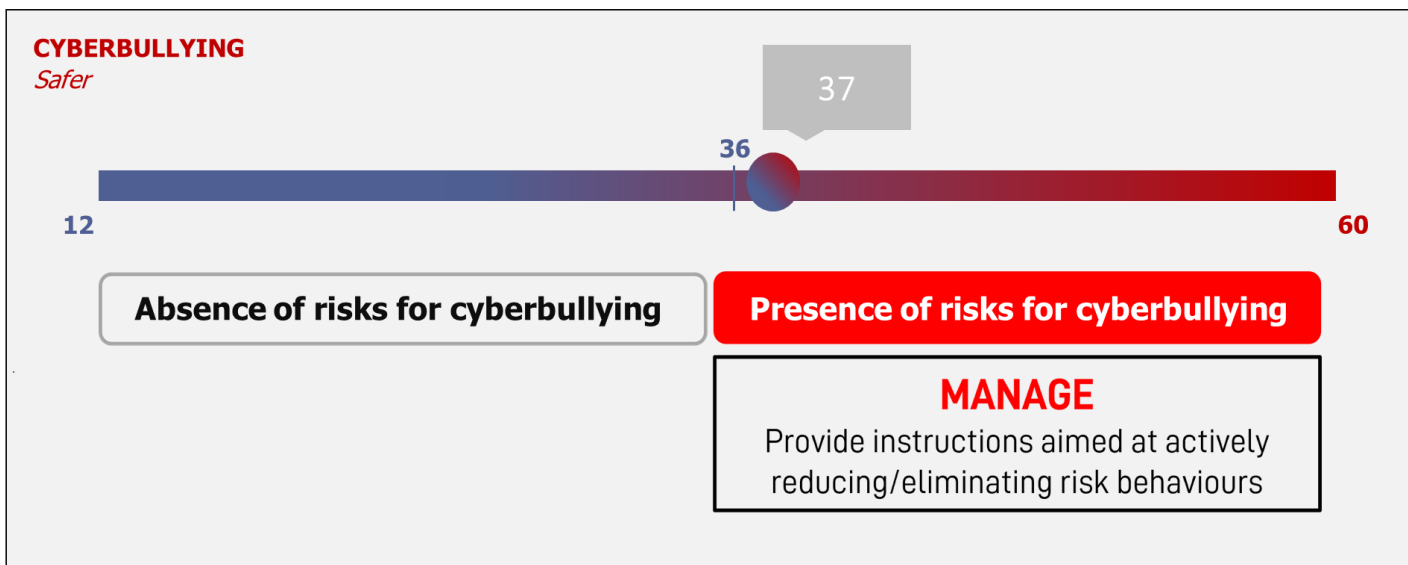 CYBERBULLYING
Safer
37
36
12
60
Absence of risks for cyberbullying
Presence of risks for cyberbullying
MANAGE
Provide instructions aimed at actively
reducing/eliminating risk behaviours